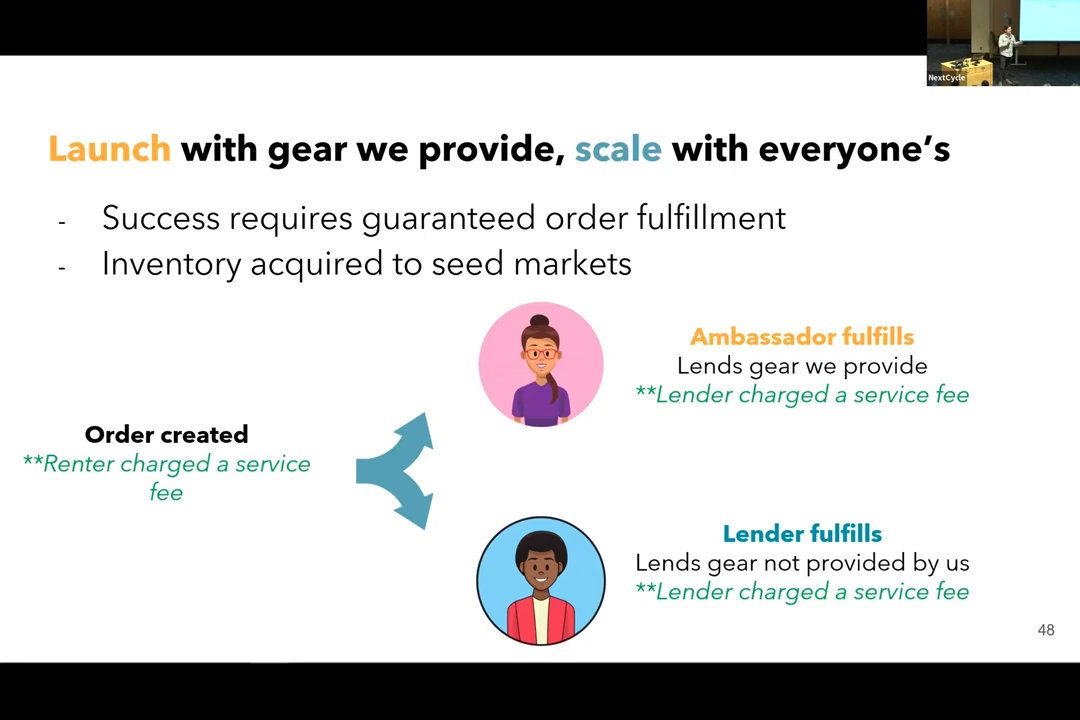 NextCycle
Launch with gear we provide, scale with everyone’s
- Success requires guaranteed order fulfillment
- Inventory acquired to seed markets
Ambassador fulfills
Lends gear we provide
**Lender charged a service fee
Order created
**Renter charged a service
fee
Lender fulfills
Lends gear not provided by us
**Lender charged a service fee
48